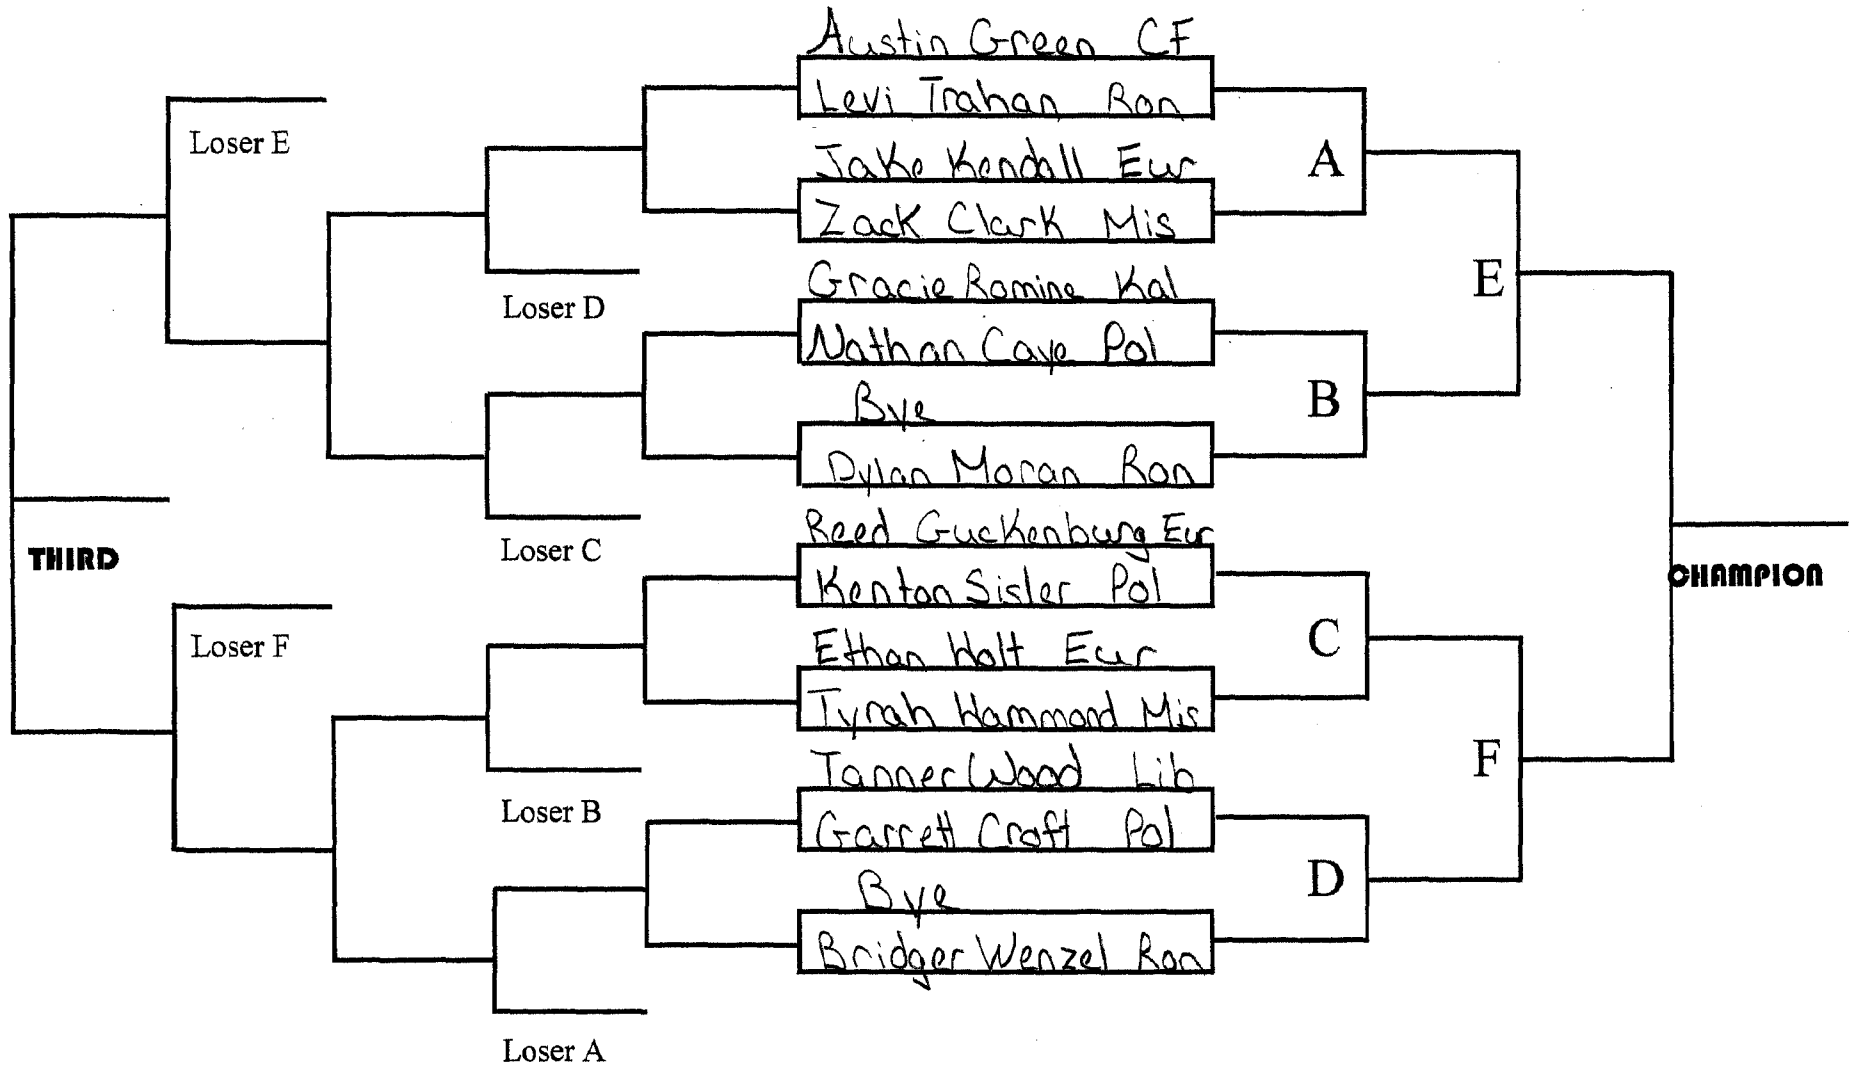 Austin Green CF
Levi Trahan Ron
Jake Kendall Eur
Zack Clark Mis
Gracie Romine Kal
Nathan Caye Pol
Bye
Dylan Moran Ron
Reed Guckenburg Eur
Kenton Sisler Pol
Ethan Holt Eur
Tyrah Hammond Mis
Tanner Wood Lib
Garrett Croft Pol
Bye
Bridger Wenzel Ron
A
B
C
D
E
F
CHAMPION
Loser E
Loser D
Loser C
THIRD
Loser F
Loser B
Loser A